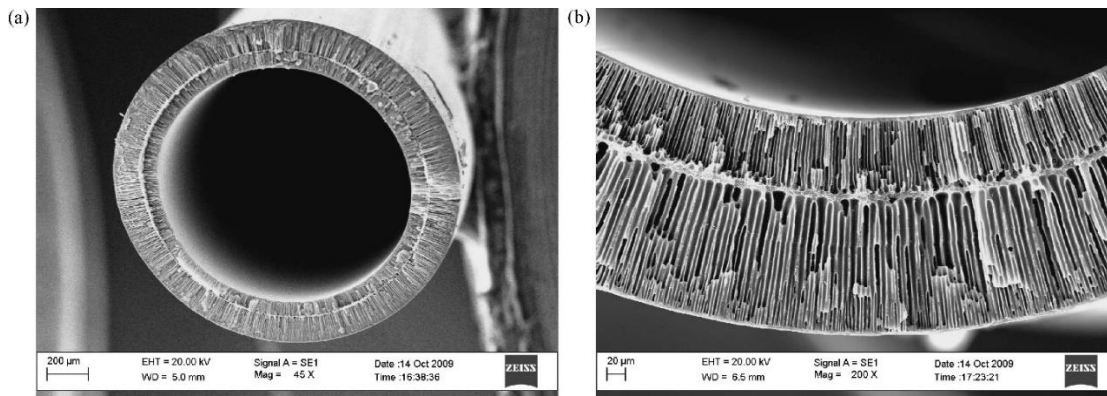 (a)
(b)
200 µm
EHT = 20.00 kV
Signal A = SE1
Date :14 Oct 2009
WD = 5.0 mm
Mag = 45 X
Time :16:38:36
ZEISS
20 µm
EHT = 20.00 kV
Signal A = SE1
Date :14 Oct 2009
WD = 6.5 mm
Mag = 200 X
Time :17:23:21
ZEISS